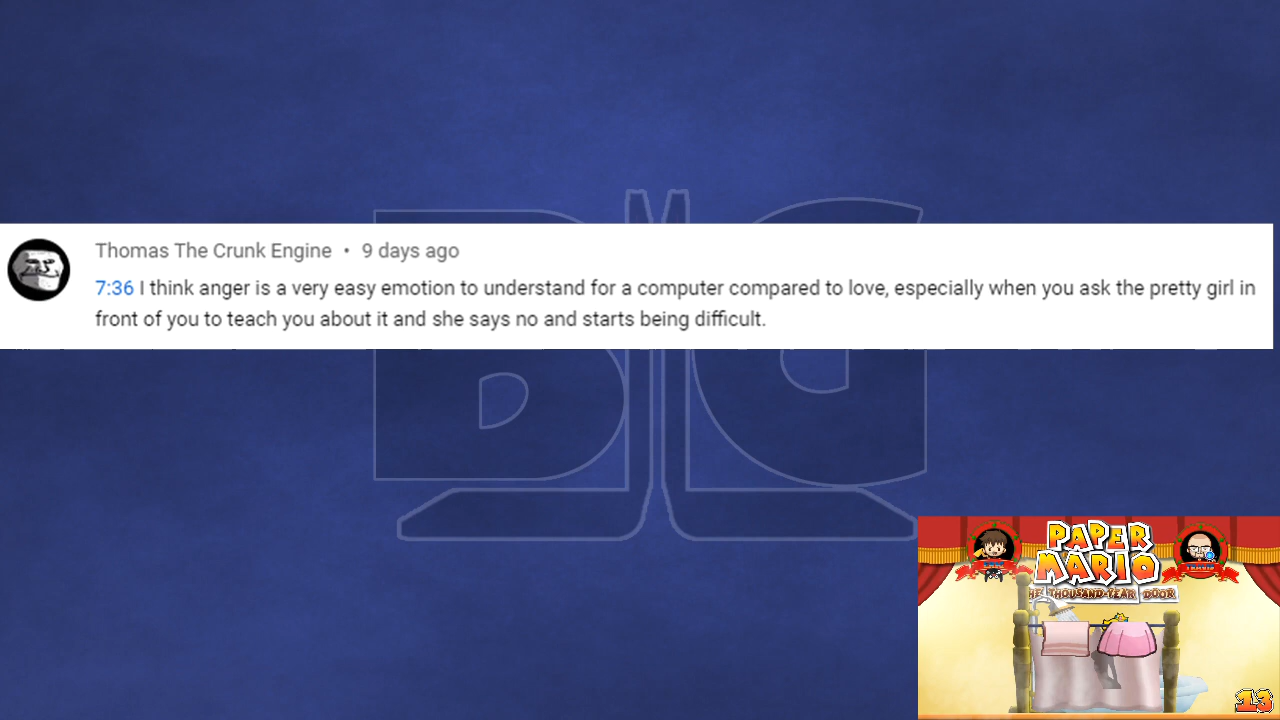 Thomas The Crunk Engine • 9 days ago
7:36 I think anger is a very easy emotion to understand for a computer compared to love, especially when you ask the pretty girl in
front of you to teach you about it and she says no and starts being difficult.
PAPER
MARIO
THE THOUSAND-YEAR DOOR
13